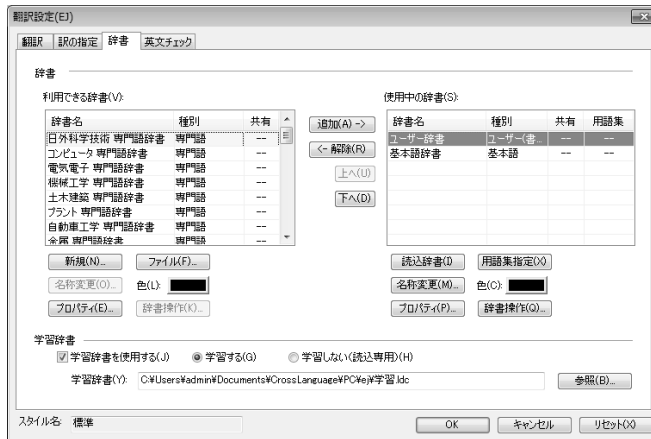 翻訳設定(EJ)
翻訳 訳の指定 辞書 英文チェック
辞書
利用できる辞書(V):
辞書名 種別 共有
日外科学技術 専門語辞書 専門語 --
コンピュータ 専門語辞書 専門語 --
電気電子 専門語辞書 専門語 --
機械工学 専門語辞書 専門語 --
土木建築 専門語辞書 専門語 --
プラント 専門語辞書 専門語 --
自動車工学 専門語辞書 専門語 --
金属 専門語辞書 専門語 --
追加(A) ->
<- 解除(R)
上へ(U)
下へ(D)
使用中の辞書(S):
辞書名 種別 共有 用語集
ユーザー辞書 ユーザー(書... -- --
基本語辞書 基本語 -- --
新規(N)... ファイル(F)...
名称変更(O)... 色(L):
プロパティ(E)... 辞書操作(K)...
読込辞書(I) 用語集指定(X)
名称変更(M)... 色(C):
プロパティ(P)... 辞書操作(Q)...
学習辞書
学習辞書を使用する(J) 学習する(G) 学習しない(読込専用)(H)
学習辞書(Y): C:¥Users¥admin¥Documents¥CrossLanguage¥PC¥ej¥学習.ldc 参照(B)...
スタイル名: 標準 OK キャンセル リセット(X)